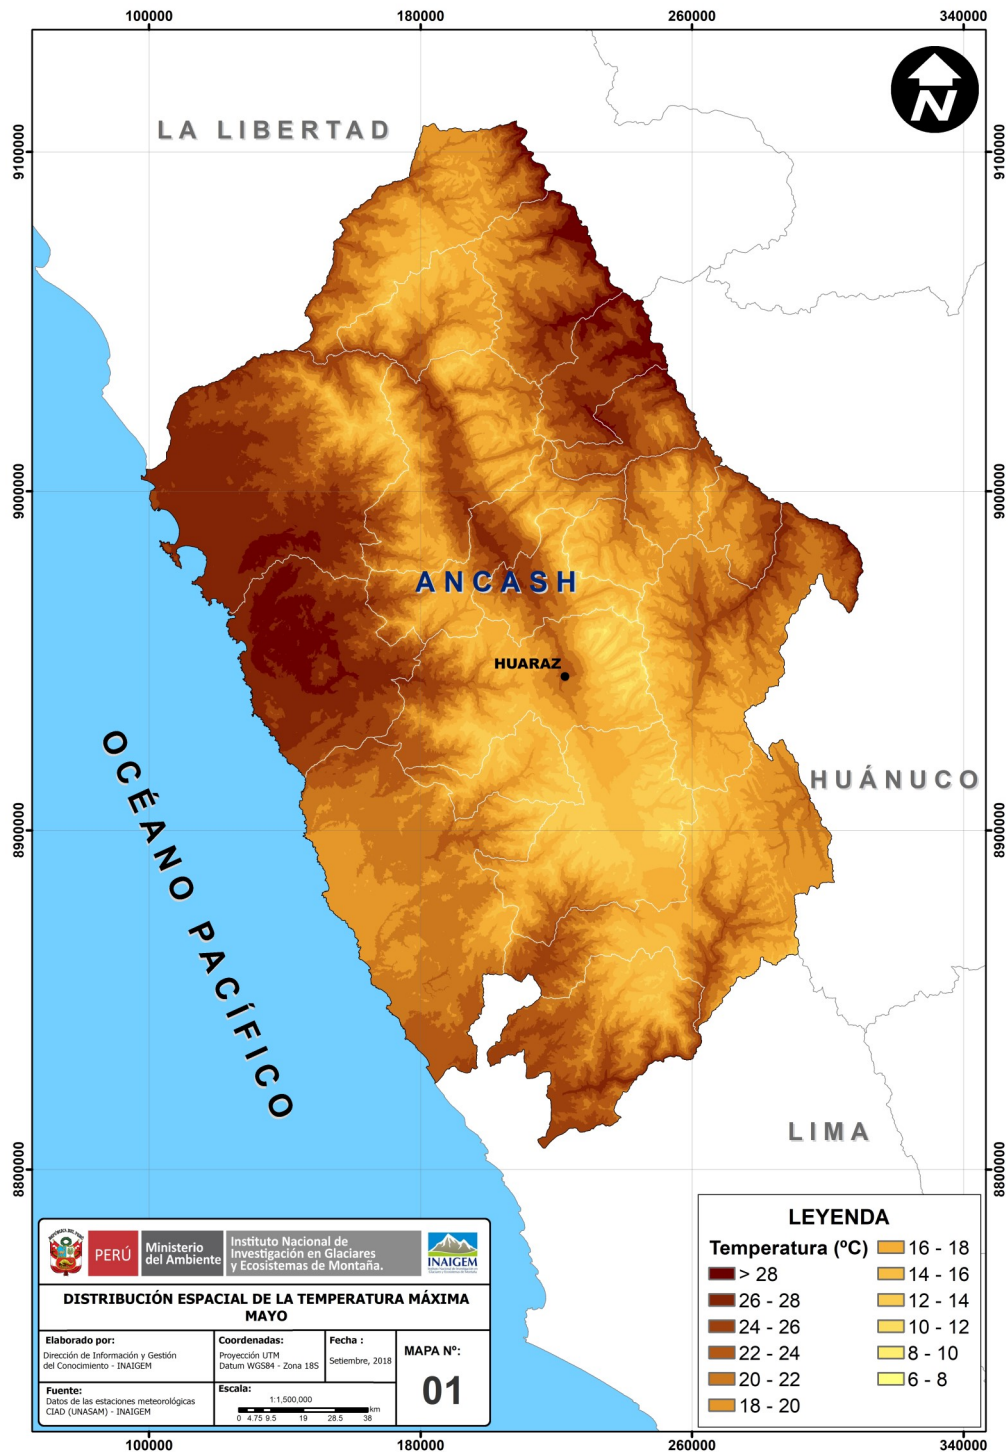 100000 180000 260000 340000
9100000 9100000
LA LIBERTAD
N
9000000 9000000
ANCASH
HUARAZ
HUÁNUCO
8900000 8900000
OCÉANO PACÍFICO
LIMA
8800000 8800000
PERÚ
Ministerio
del Ambiente
Instituto Nacional de
Investigación en Glaciares
y Ecosistemas de Montaña.
INAIGEM
DISTRIBUCIÓN ESPACIAL DE LA TEMPERATURA MÁXIMA
MAYO
Elaborado por:
Dirección de Información y Gestión
del Conocimiento - INAIGEM
Coordenadas:
Proyección UTM
Datum WGS84 - Zona 18S
Fecha :
Setiembre, 2018
MAPA Nº:
01
Fuente:
Datos de las estaciones meteorológicas
CIAD (UNASAM) - INAIGEM
Escala:
1:1,500,000
km
0 4.75 9.5 19 28.5 38
LEYENDA
Temperatura (ºC)
> 28
26 - 28
24 - 26
22 - 24
20 - 22
18 - 20
16 - 18
14 - 16
12 - 14
10 - 12
8 - 10
6 - 8
100000 180000 260000 340000